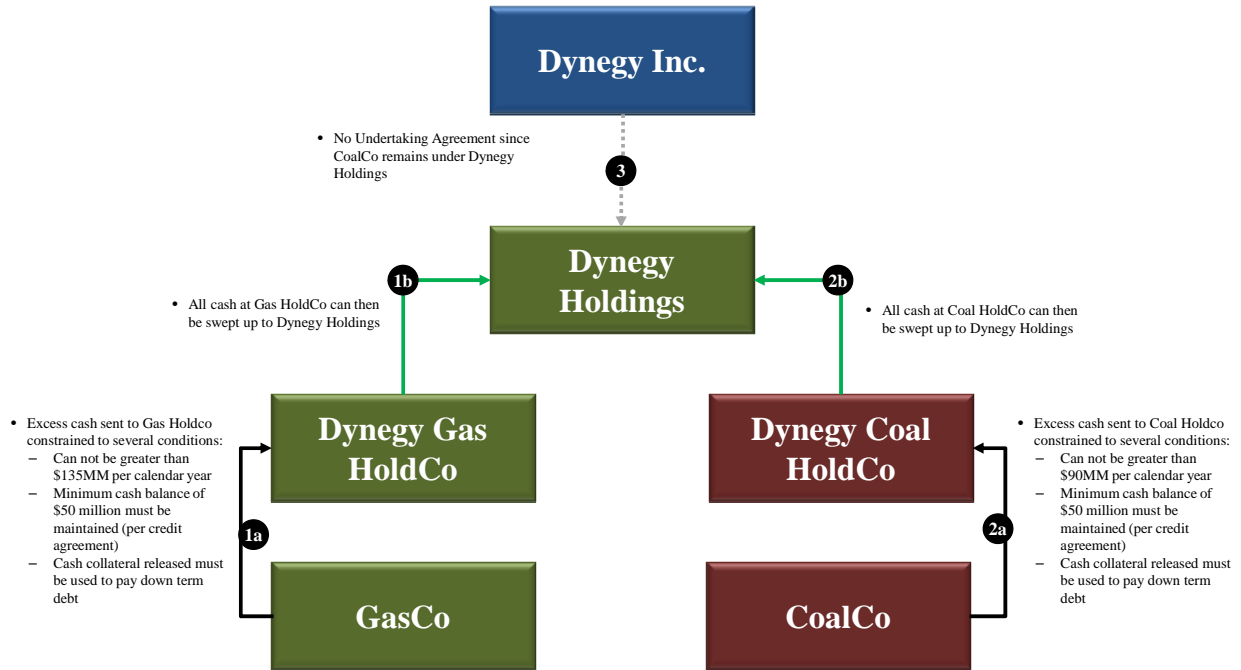 Dynegy Inc.
• No Undertaking Agreement since
CoalCo remains under Dynegy
Holdings
3
Dynegy
Holdings
1b
2b
• All cash at Gas HoldCo can then
be swept up to Dynegy Holdings
• All cash at Coal HoldCo can then
be swept up to Dynegy Holdings
• Excess cash sent to Gas Holdco
constrained to several conditions:
– Can not be greater than
$135MM per calendar year
– Minimum cash balance of
$50 million must be
maintained (per credit
agreement)
– Cash collateral released must
be used to pay down term
debt
Dynegy Gas
HoldCo
Dynegy Coal
HoldCo
• Excess cash sent to Coal Holdco
constrained to several conditions:
– Can not be greater than
$90MM per calendar year
– Minimum cash balance of
$50 million must be
maintained (per credit
agreement)
– Cash collateral released must
be used to pay down term
debt
1a
2a
GasCo
CoalCo